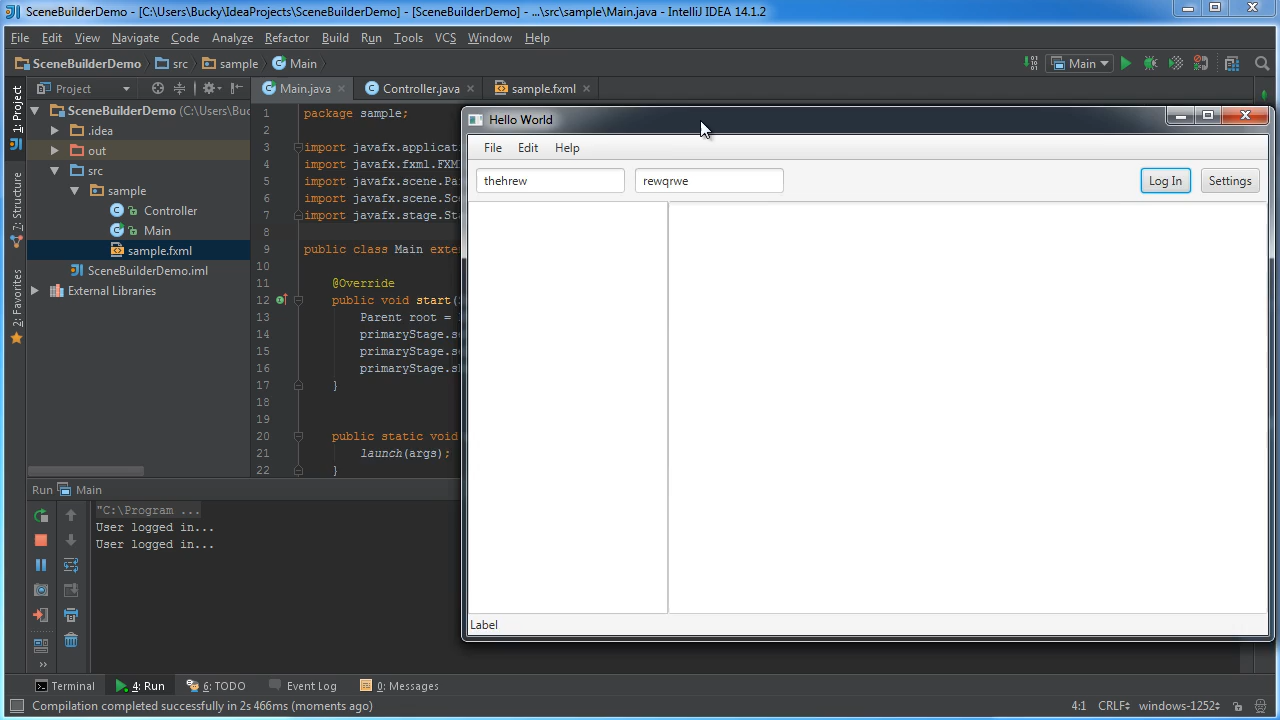 SceneBuilderDemo - [C:\Users\Bucky\IdeaProjects\SceneBuilderDemo] - [SceneBuilderDemo] - ...\src\sample\Main.java - IntelliJ IDEA 14.1.2
File Edit View Navigate Code Analyze Refactor Build Run Tools VCS Window Help
SceneBuilderDemo src sample Main
Main
1: Project
7: Structure
2: Favorites
Project
SceneBuilderDemo (C:\Users\Buc
.idea
out
src
sample
Controller
Main
sample.fxml
SceneBuilderDemo.iml
External Libraries
Main.java Controller.java sample.fxml
1 package sample;
2
3 import javafx.applicat
4 import javafx.fxml.FXM
5 import javafx.scene.Pa
6 import javafx.scene.Sc
7 import javafx.stage.St
8
9 public class Main exte
10
11 @Override
12 public void start(
13 Parent root =
14 primaryStage.s
15 primaryStage.s
16 primaryStage.s
17 }
18
19
20 public static void
21 launch(args);
22 }
Hello World
File Edit Help
thehrew rewqrwe Log In Settings
Label
Run Main
"C:\Program ...
User logged in...
User logged in...
Terminal 4: Run 6: TODO Event Log 0: Messages
Compilation completed successfully in 2s 466ms (moments ago) 4:1 CRLF windows-1252